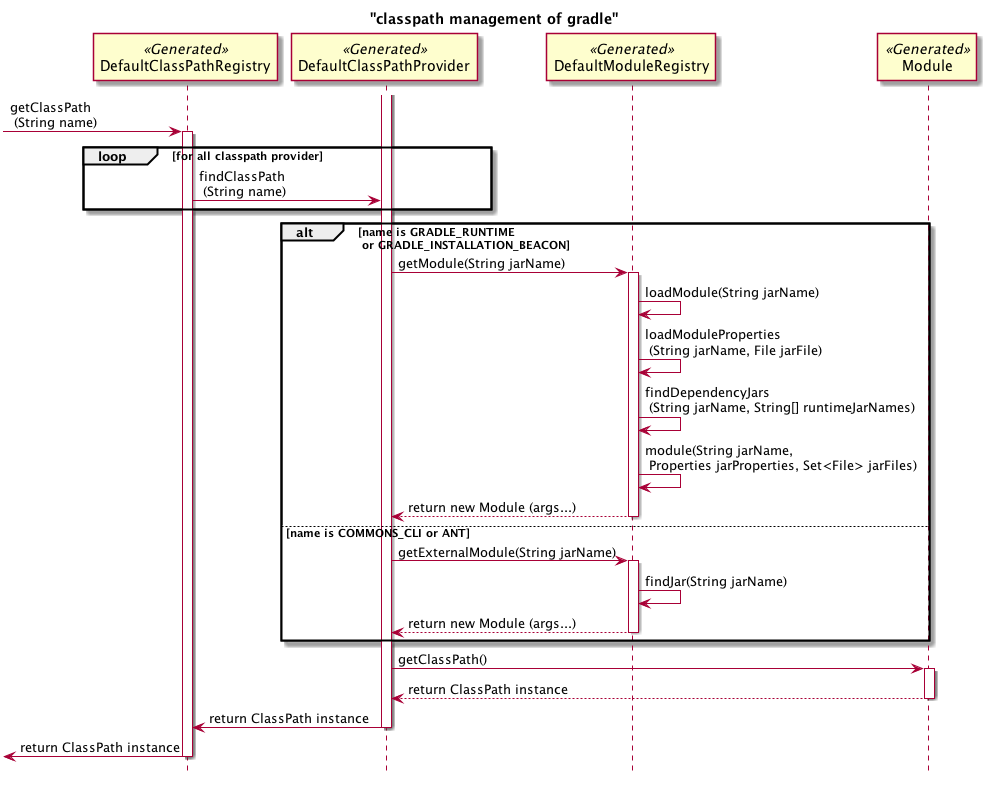 "classpath management of gradle"
«Generated»
DefaultClassPathRegistry
«Generated»
DefaultClassPathProvider
«Generated»
DefaultModuleRegistry
«Generated»
Module
getClassPath
(String name)
loop
[for all classpath provider]
findClassPath
(String name)
alt
[name is GRADLE_RUNTIME
or GRADLE_INSTALLATION_BEACON]
getModule(String jarName)
loadModule(String jarName)
loadModuleProperties
(String jarName, File jarFile)
findDependencyJars
(String jarName, String[] runtimeJarNames)
module(String jarName,
Properties jarProperties, Set<File> jarFiles)
return new Module (args...)
[name is COMMONS_CLI or ANT]
getExternalModule(String jarName)
findJar(String jarName)
return new Module (args...)
getClassPath()
return ClassPath instance
return ClassPath instance
return ClassPath instance